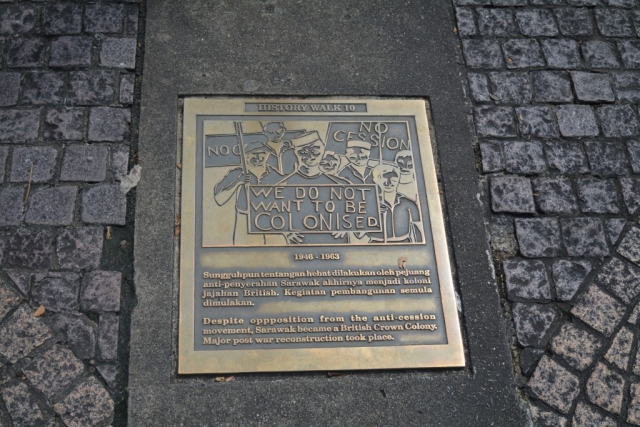 HISTORY WALK 10
NO C
NO
CESSION
WE DO NOT
WANT TO BE
COLONISED
1946 - 1963
Sungguhpun tentangan hebat dilakukan oleh pejuang
anti-penyerahan Sarawak akhirnya menjadi koloni
jajahan British. Kegiatan pembangunan semula
dimulakan.
Despite oppposition from the anti-cession
movement, Sarawak became a British Crown Colony.
Major post war reconstruction took place.